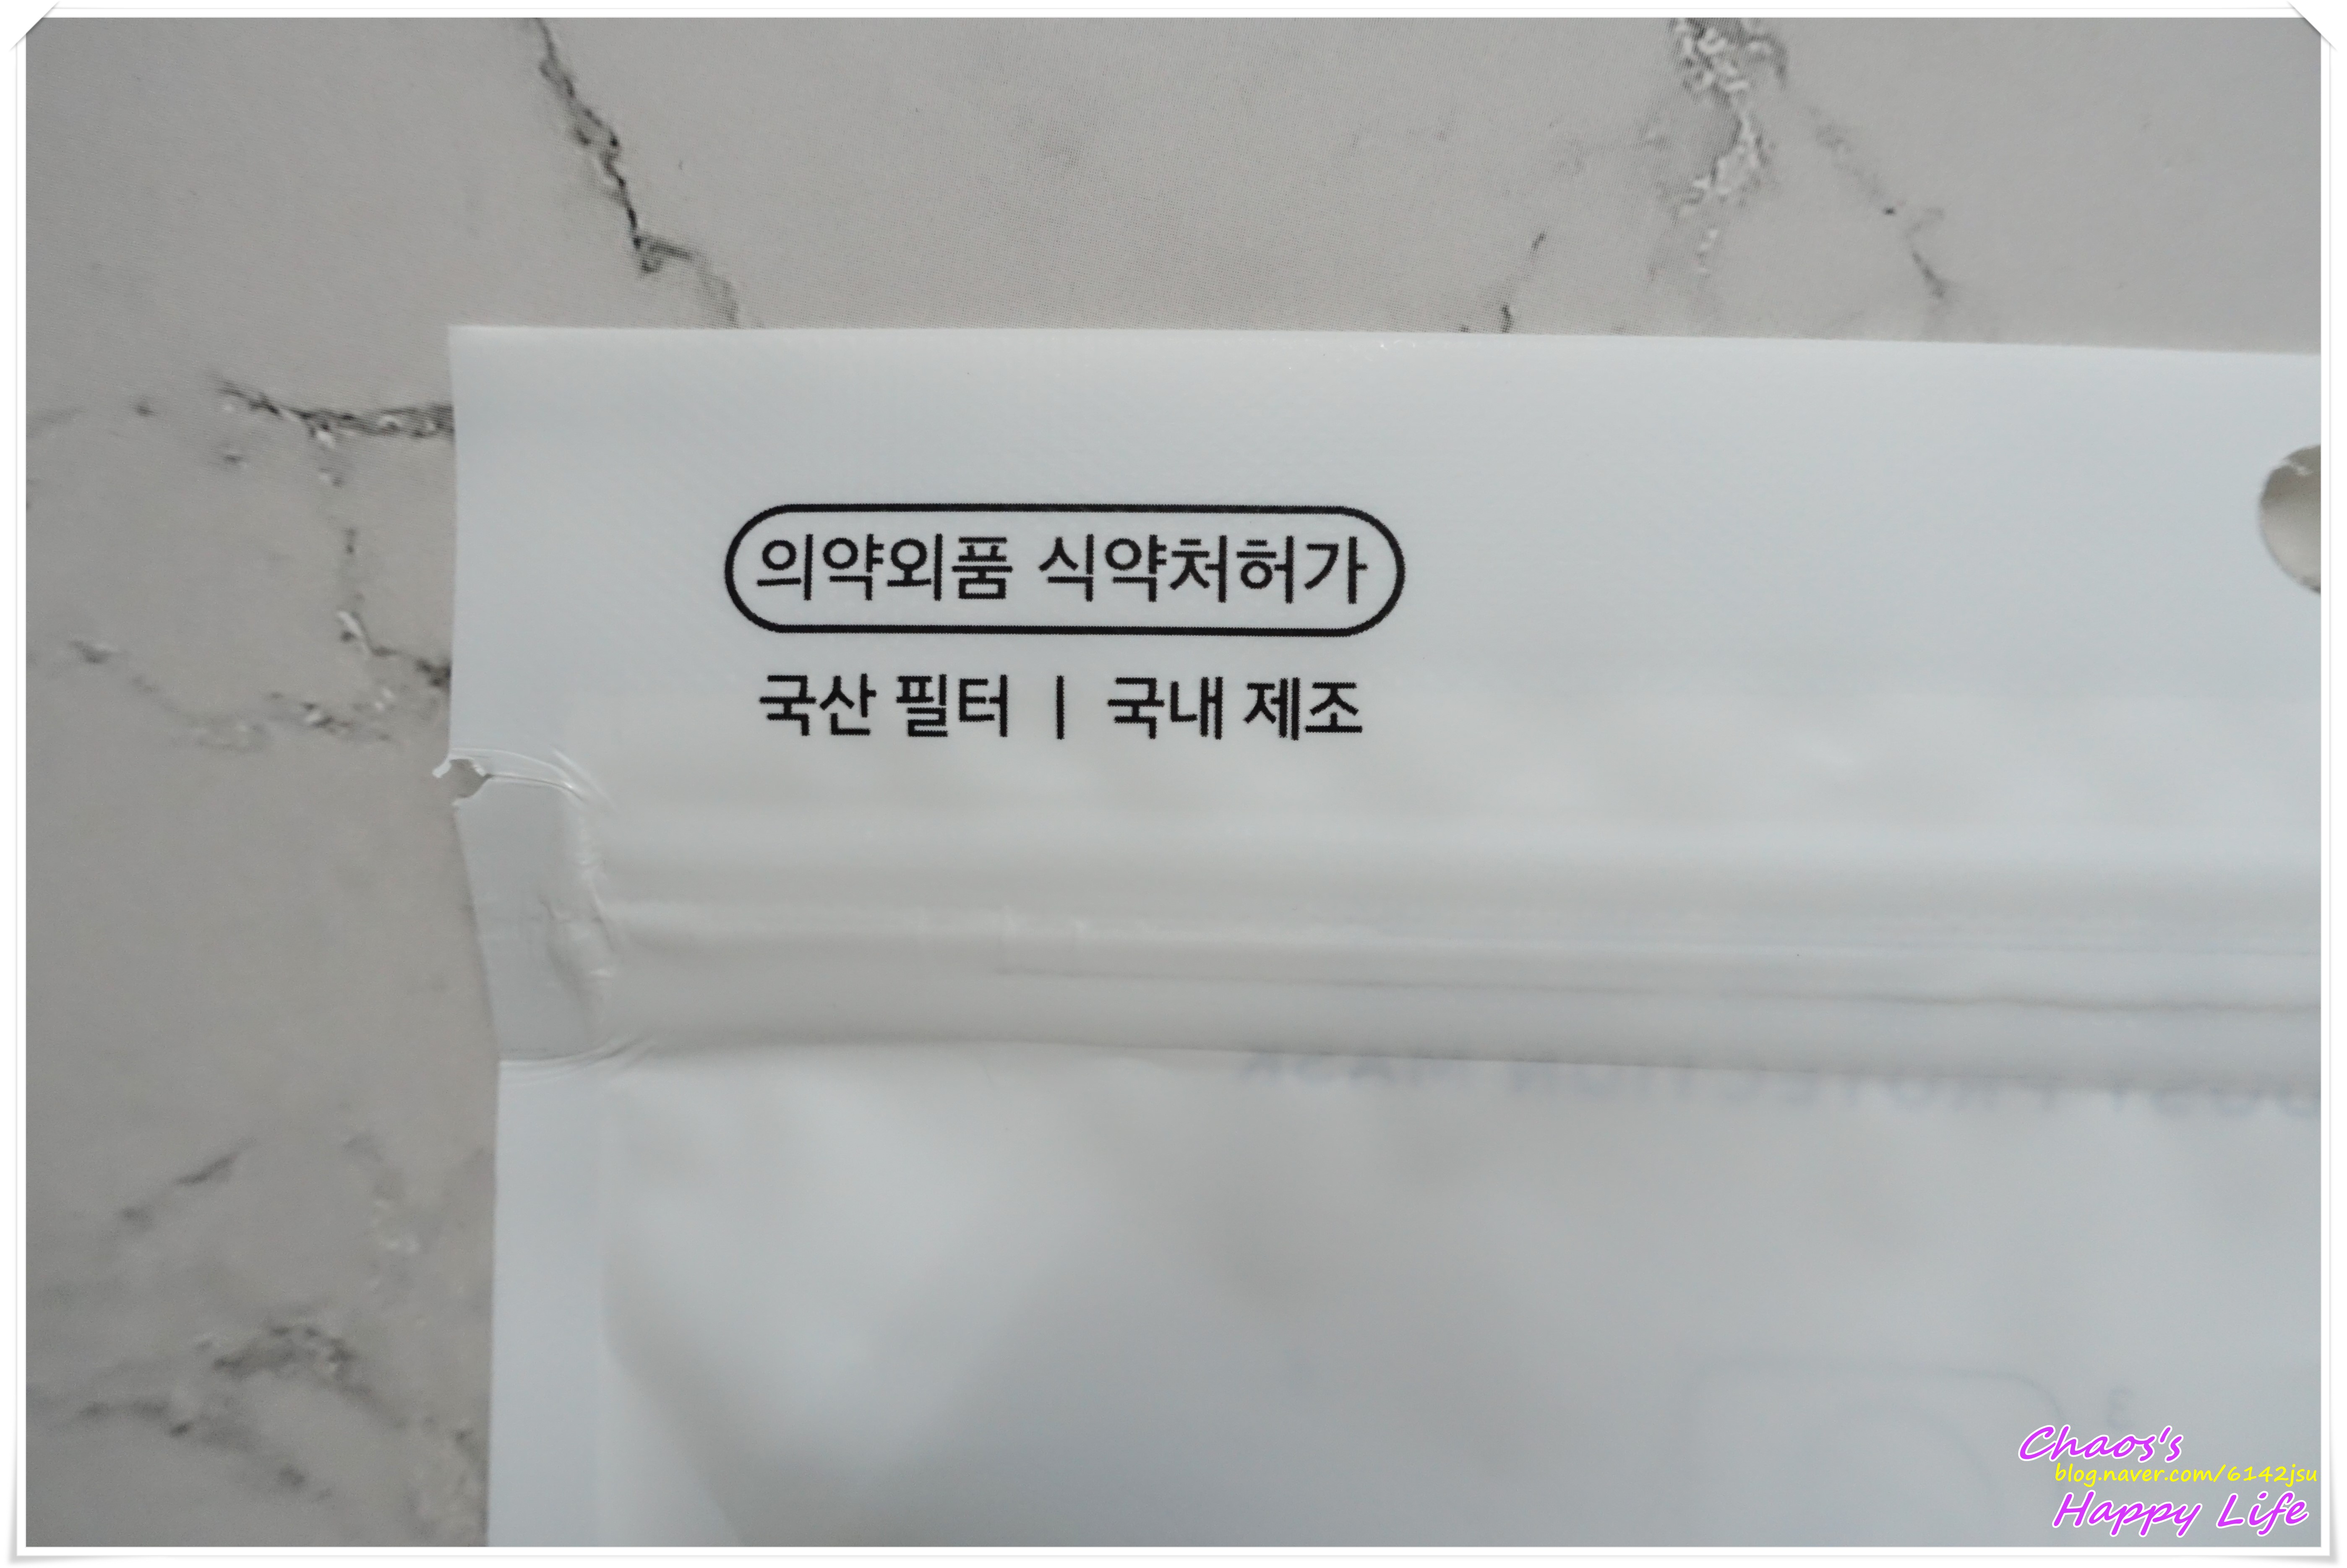 의약외품 식약처허가
국산 필터 | 국내 제조
Chaos's
blog.naver.com/6142jsu
Happy Life